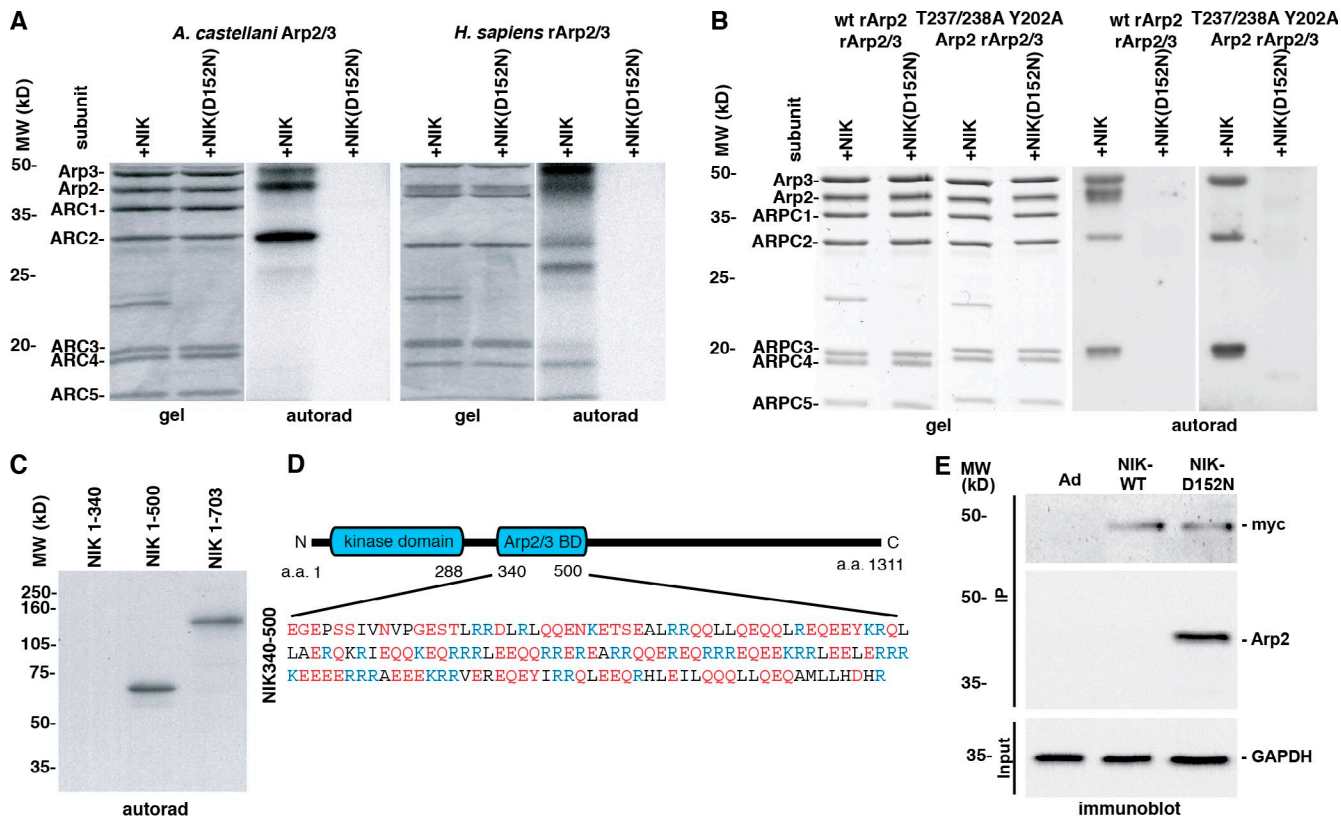 A
A. castellani Arp2/3
H. sapiens rArp2/3
MW (kD)
subunit
+NIK
+NIK(D152N)
+NIK
+NIK(D152N)
+NIK
+NIK(D152N)
+NIK
+NIK(D152N)
50-
35-
25-
20-
Arp3-
Arp2-
ARC1-
ARC2-
ARC3-
ARC4-
ARC5-
gel
autorad
gel
autorad
B
wt rArp2 T237/238A Y202A
rArp2/3 Arp2 rArp2/3
wt rArp2 T237/238A Y202A
rArp2/3 Arp2 rArp2/3
MW (kD)
subunit
+NIK
+NIK(D152N)
+NIK
+NIK(D152N)
+NIK
+NIK(D152N)
+NIK
+NIK(D152N)
50-
35-
25-
20-
Arp3-
Arp2-
ARPC1-
ARPC2-
ARPC3-
ARPC4-
ARPC5-
gel
autorad
C
MW (kD)
NIK 1-340
NIK 1-500
NIK 1-703
250-
160-
105-
75-
50-
35-
autorad
D
N
kinase domain
Arp2/3 BD
C
a.a. 1
288
340
500
a.a. 1311
NIK340-500
EGEPSSIVNVPGESTLRRDLRLQQENKETSEALRRQQLLQEQQLREQEEYKRQL
LAERQKRIEQQKEQRRRLEEQQRREREARRQQEREQRRREQEEKRRLEELERRR
KEEEERRRAEEEKRRVEREQEYIRRQLEEQRHLEILQQQLLQEQAMLLHDHR
E
MW
(kD)
Ad
NIK-
WT
NIK-
D152N
50-
- myc
IP
50-
- Arp2
35-
Input
35-
- GAPDH
immunoblot